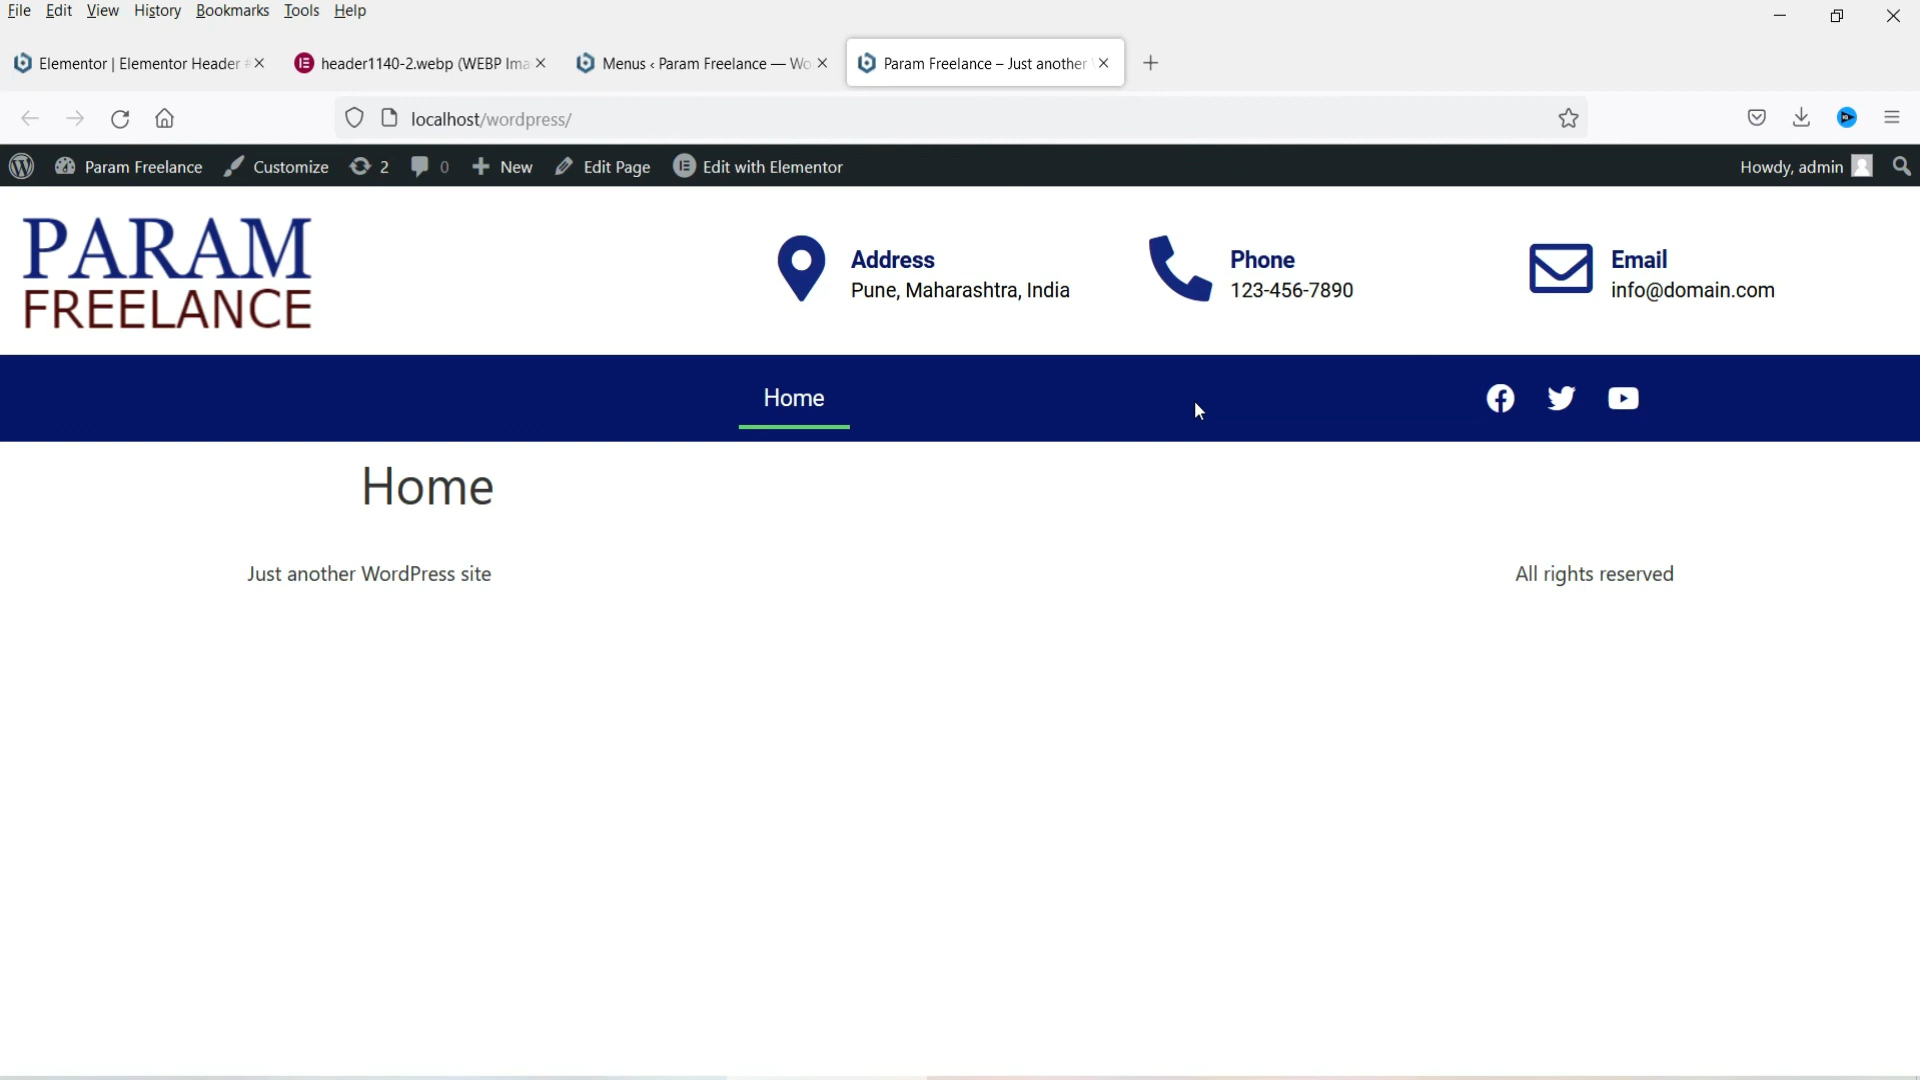 File Edit View History Bookmarks Tools Help
Elementor | Elementor Header header1140-2.webp (WEBP Ima Menus ‹ Param Freelance — Wo Param Freelance – Just another
localhost/wordpress/
Param Freelance Customize 2 0 New Edit Page Edit with Elementor Howdy, admin
PARAM
FREELANCE
Address
Pune, Maharashtra, India
Phone
123-456-7890
Email
info@domain.com
Home
Home
Just another WordPress site All rights reserved